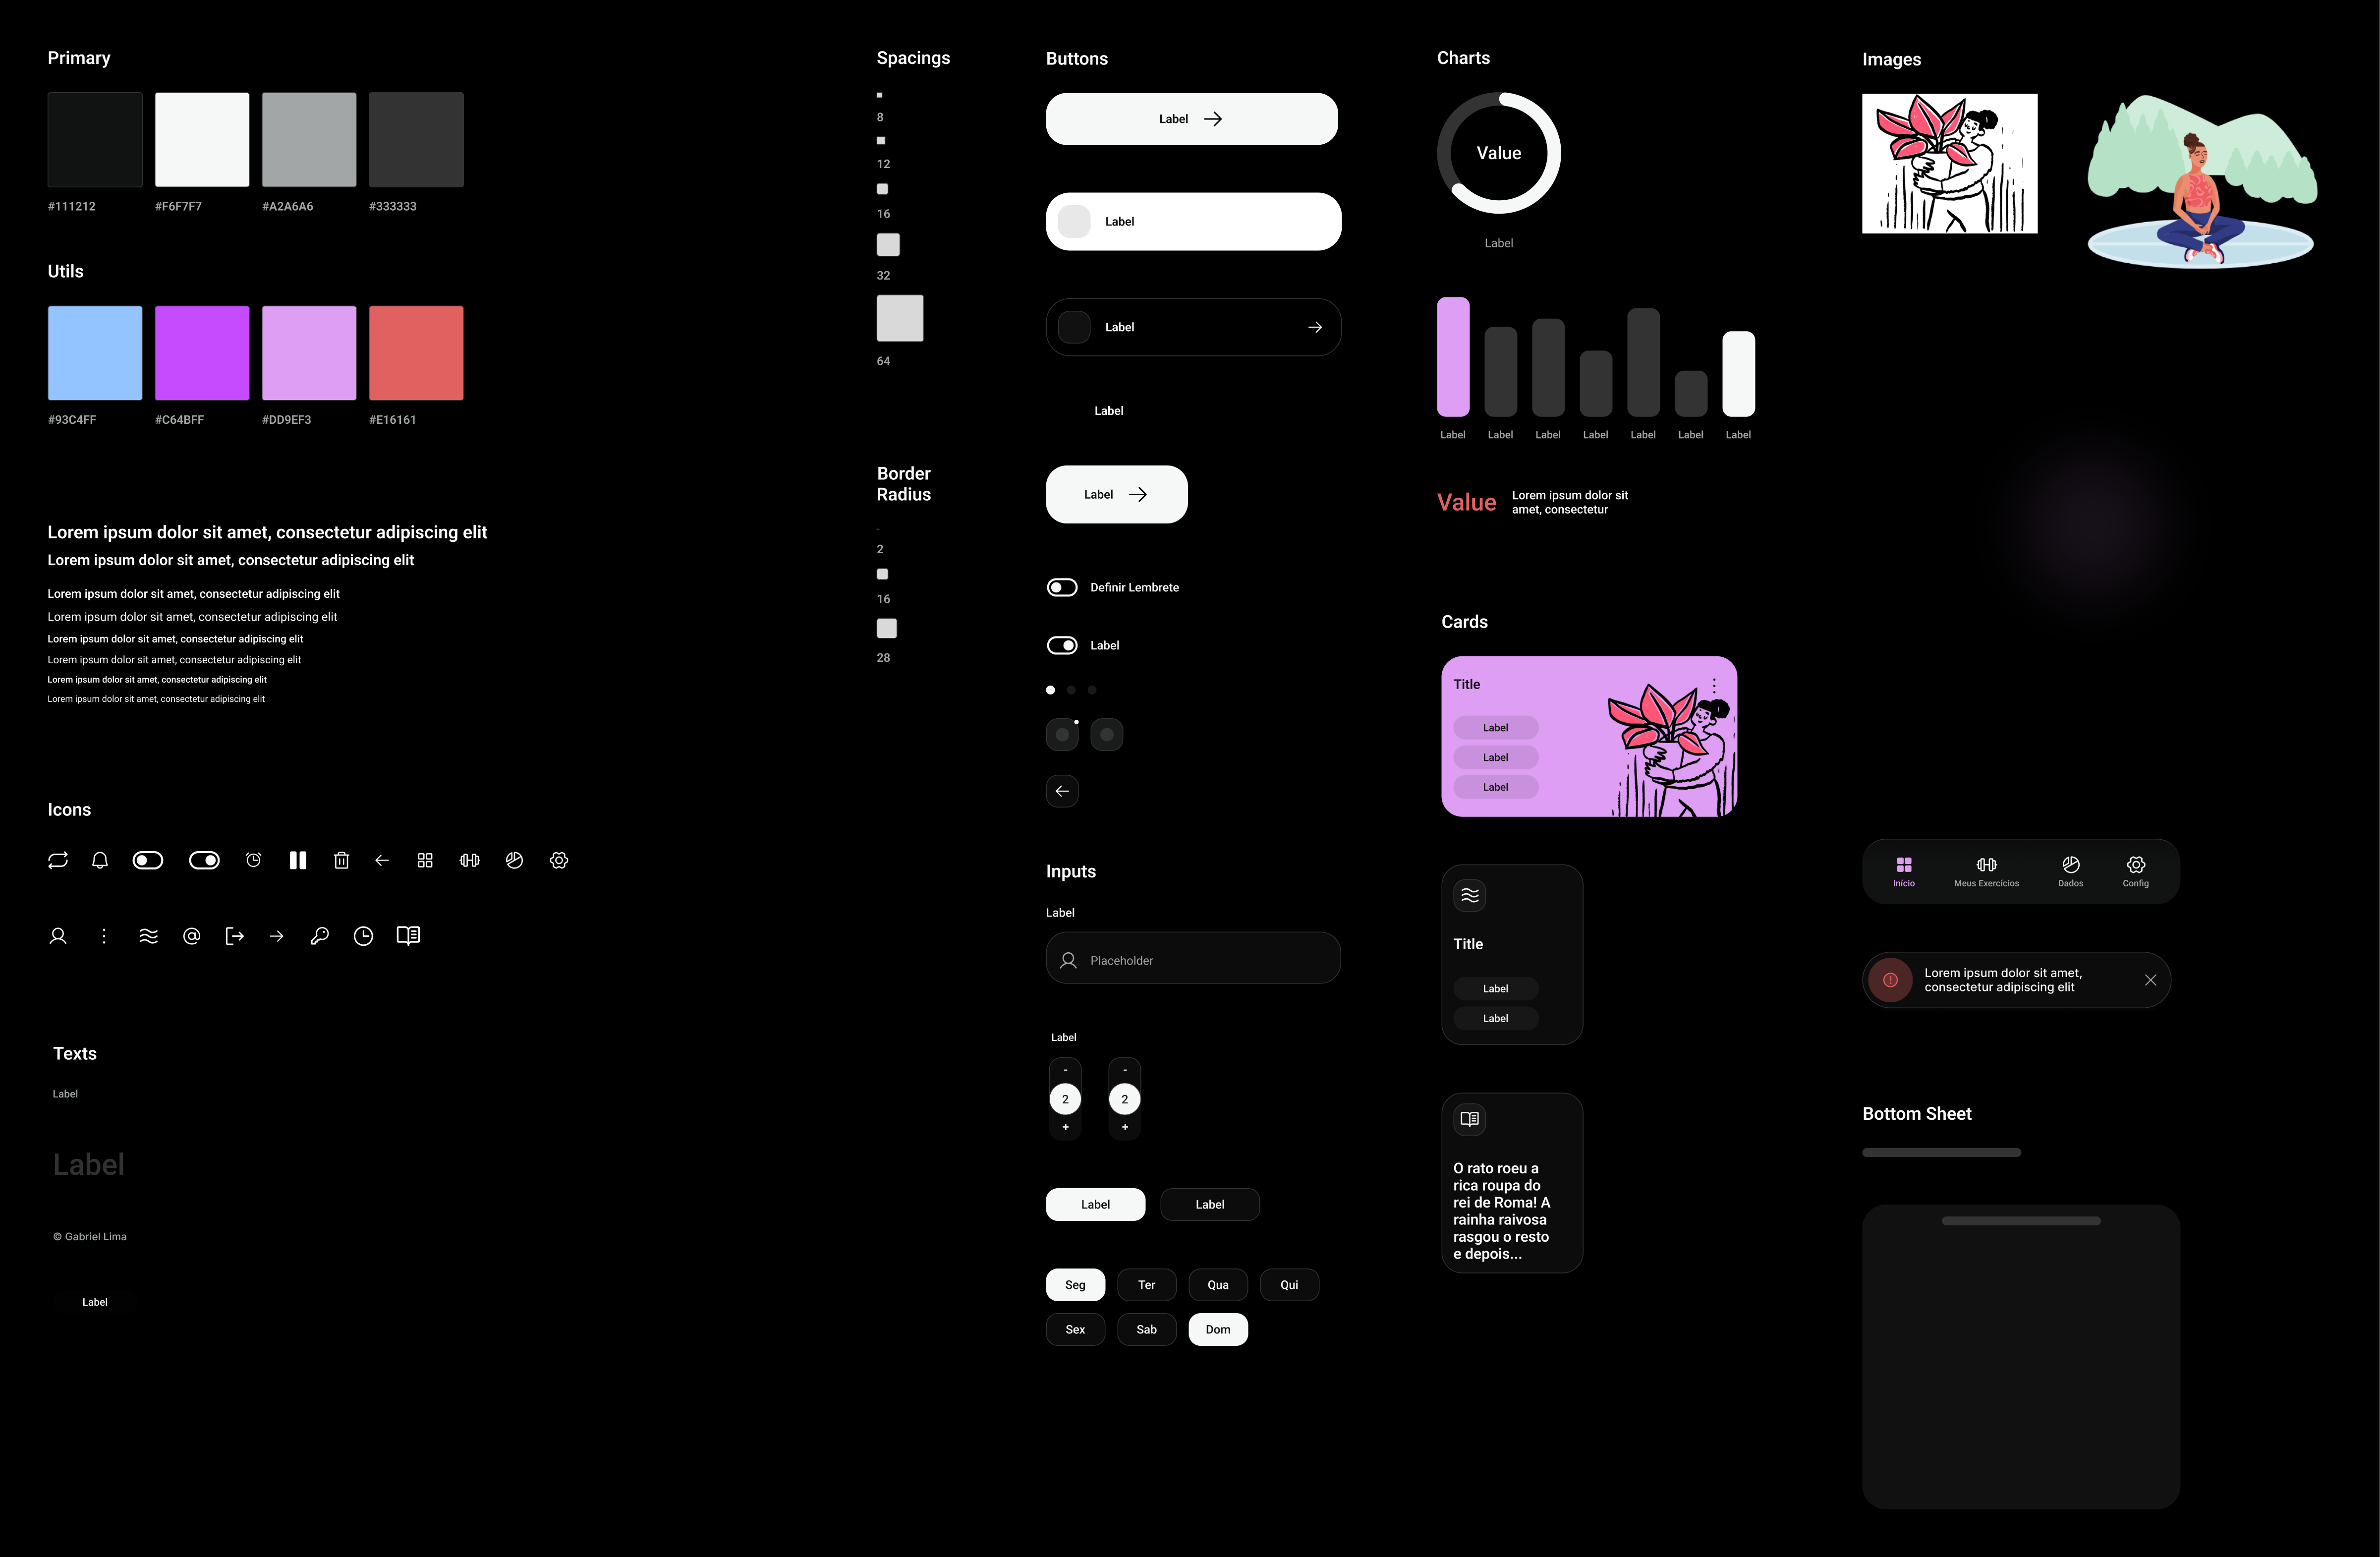 Primary
#111212
#F6F7F7
#A2A6A6
#333333
Utils
#93C4FF
#C64BFF
#DD9EF3
#E16161
Lorem ipsum dolor sit amet, consectetur adipiscing elit
Lorem ipsum dolor sit amet, consectetur adipiscing elit
Lorem ipsum dolor sit amet, consectetur adipiscing elit
Lorem ipsum dolor sit amet, consectetur adipiscing elit
Lorem ipsum dolor sit amet, consectetur adipiscing elit
Lorem ipsum dolor sit amet, consectetur adipiscing elit
Lorem ipsum dolor sit amet, consectetur adipiscing elit
Lorem ipsum dolor sit amet, consectetur adipiscing elit
Icons
Texts
Label
Label
© Gabriel Lima
Label
Spacings
8
12
16
32
64
Border
Radius
2
16
28
Buttons
Label
Label
Label
Label
Label
Definir Lembrete
Label
Inputs
Label
Placeholder
Label
-
2
+
-
2
+
Label
Label
Seg
Ter
Qua
Qui
Sex
Sab
Dom
Charts
Value
Label
Label
Label
Label
Label
Label
Label
Label
Value
Lorem ipsum dolor sit
amet, consectetur
Cards
Title
Label
Label
Label
Title
Label
Label
O rato roeu a
rica roupa do
rei de Roma! A
rainha raivosa
rasgou o resto
e depois...
Images
Início
Meus Exercícios
Dados
Config
Lorem ipsum dolor sit amet,
consectetur adipiscing elit
Bottom Sheet